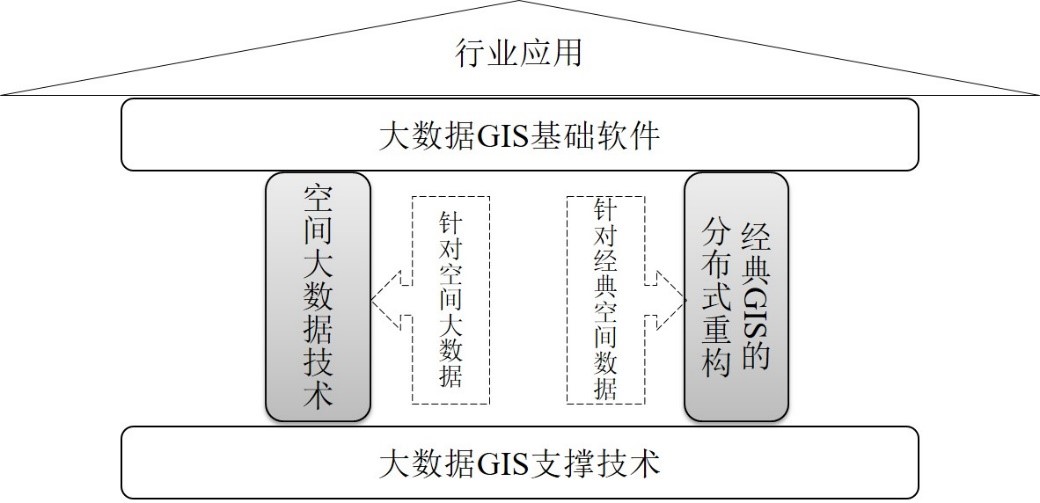 行业应用
大数据GIS基础软件
空间大数据技术
针对空间大数据
针对经典空间数据
经典GIS的
分布式重构
大数据GIS支撑技术